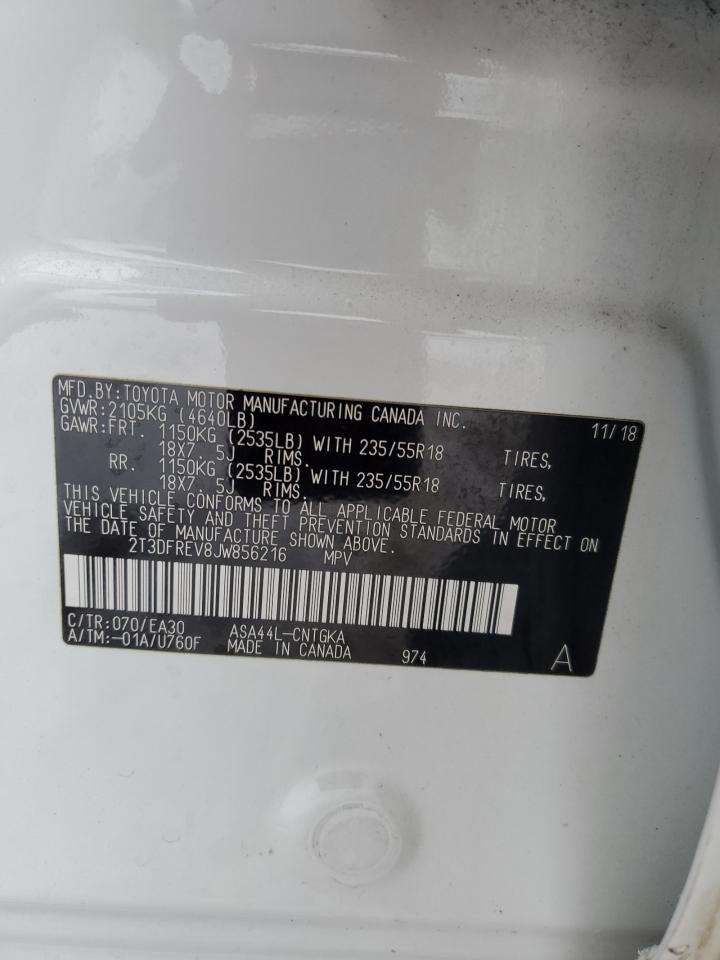 MFD.BY:TOYOTA MOTOR MANUFACTURING CANADA INC. 11/18
GVWR:2105KG (4640LB)
GAWR:FRT. 1150KG (2535LB) WITH 235/55R18 TIRES,
18X7. 5J RIMS.
RR. 1150KG (2535LB) WITH 235/55R18 TIRES,
18X7. 5J RIMS.
THIS VEHICLE CONFORMS TO ALL APPLICABLE FEDERAL MOTOR
VEHICLE SAFETY AND THEFT PREVENTION STANDARDS IN EFFECT ON
THE DATE OF MANUFACTURE SHOWN ABOVE.
2T3DFREV8JW856216 MPV
C/TR:070/EA30 ASA44L-CNTGKA
A/TM:-01A/U760F MADE IN CANADA 974 A